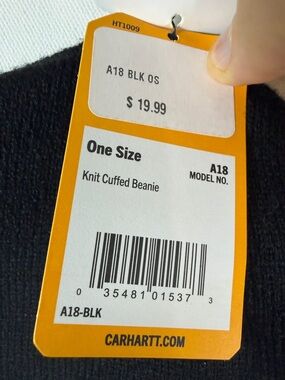 HT1009
A18 BLK OS
$ 19.99
One Size
A18
MODEL NO.
Knit Cuffed Beanie
0 35481 01537 3
A18-BLK
CARHARTT.COM